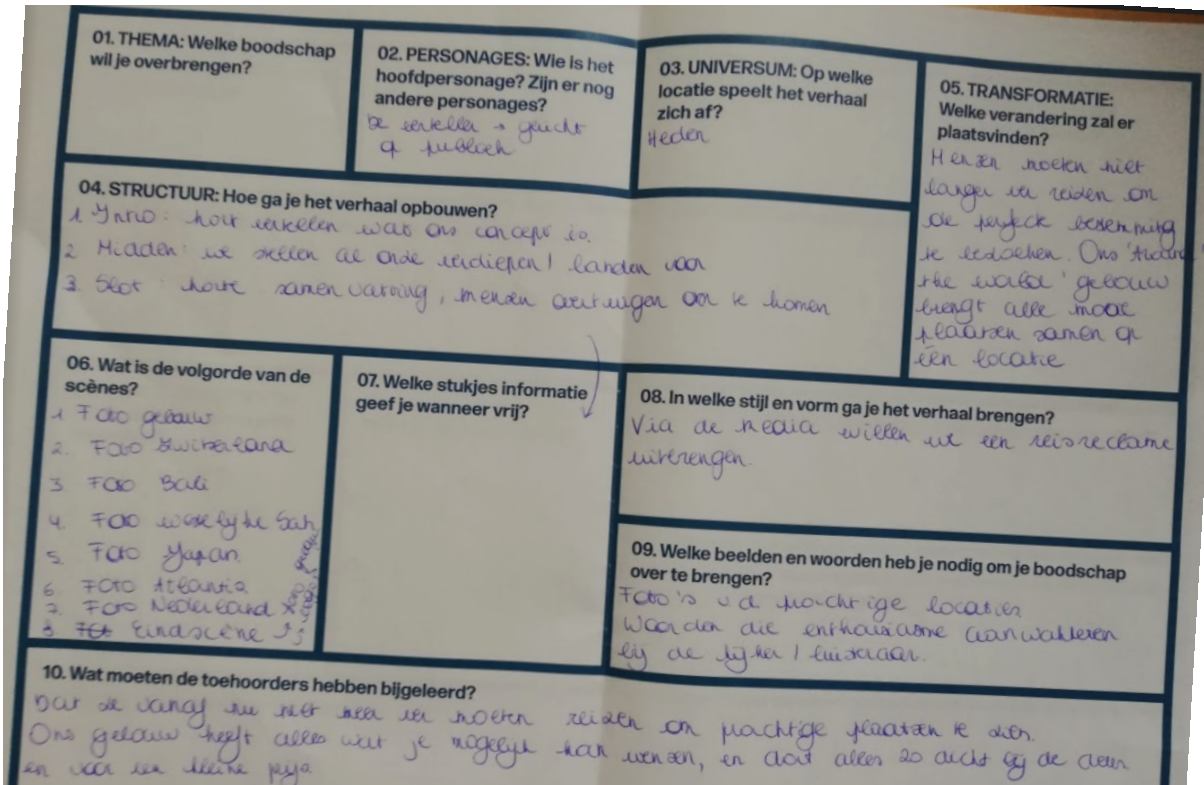 01. THEMA: Welke boodschap
wil je overbrengen?
02. PERSONAGES: Wie is het
hoofdpersonage? Zijn er nog
andere personages?
De verteller → gericht
op publiek
03. UNIVERSUM: Op welke
locatie speelt het verhaal
zich af?
Heden
04. STRUCTUUR: Hoe ga je het verhaal opbouwen?
1 Intro: kort vertellen wat ons concept is.
2 Midden: we stellen al onze verdiepen / landen voor
3. Slot: korte samenvatting, mensen overtuigen om te komen
05. TRANSFORMATIE:
Welke verandering zal er
plaatsvinden?
Mensen moeten niet
langer ver reizen om
de perfecte bestemming
te bezoeken. Ons 'Around
the world' gebouw
brengt alle mooie
plaatsen samen op
één locatie
06. Wat is de volgorde van de
scènes?
1 Foto gebouw
2. Foto Zwitserland
3 Foto Bali
4. Foto
5. Foto Japan.
6. Foto Atlantis
7. Foto Nederland
8 Eindscène
07. Welke stukjes informatie
geef je wanneer vrij?
08. In welke stijl en vorm ga je het verhaal brengen?
Via de media willen we een reisreclame
uitbrengen.
09. Welke beelden en woorden heb je nodig om je boodschap
over te brengen?
Foto's v d prachtige locaties
Woorden die enthousiasme aanwakkeren
bij de kijker / luisteraar.
10. Wat moeten de toehoorders hebben bijgeleerd?
Dat ze vanaf nu niet meer ver moeten reizen om prachtige plaatsen te zien.
Ons gebouw heeft alles wat je mogelijk kan wensen, en dat alles zo dicht bij de deur
en voor een kleine prijs